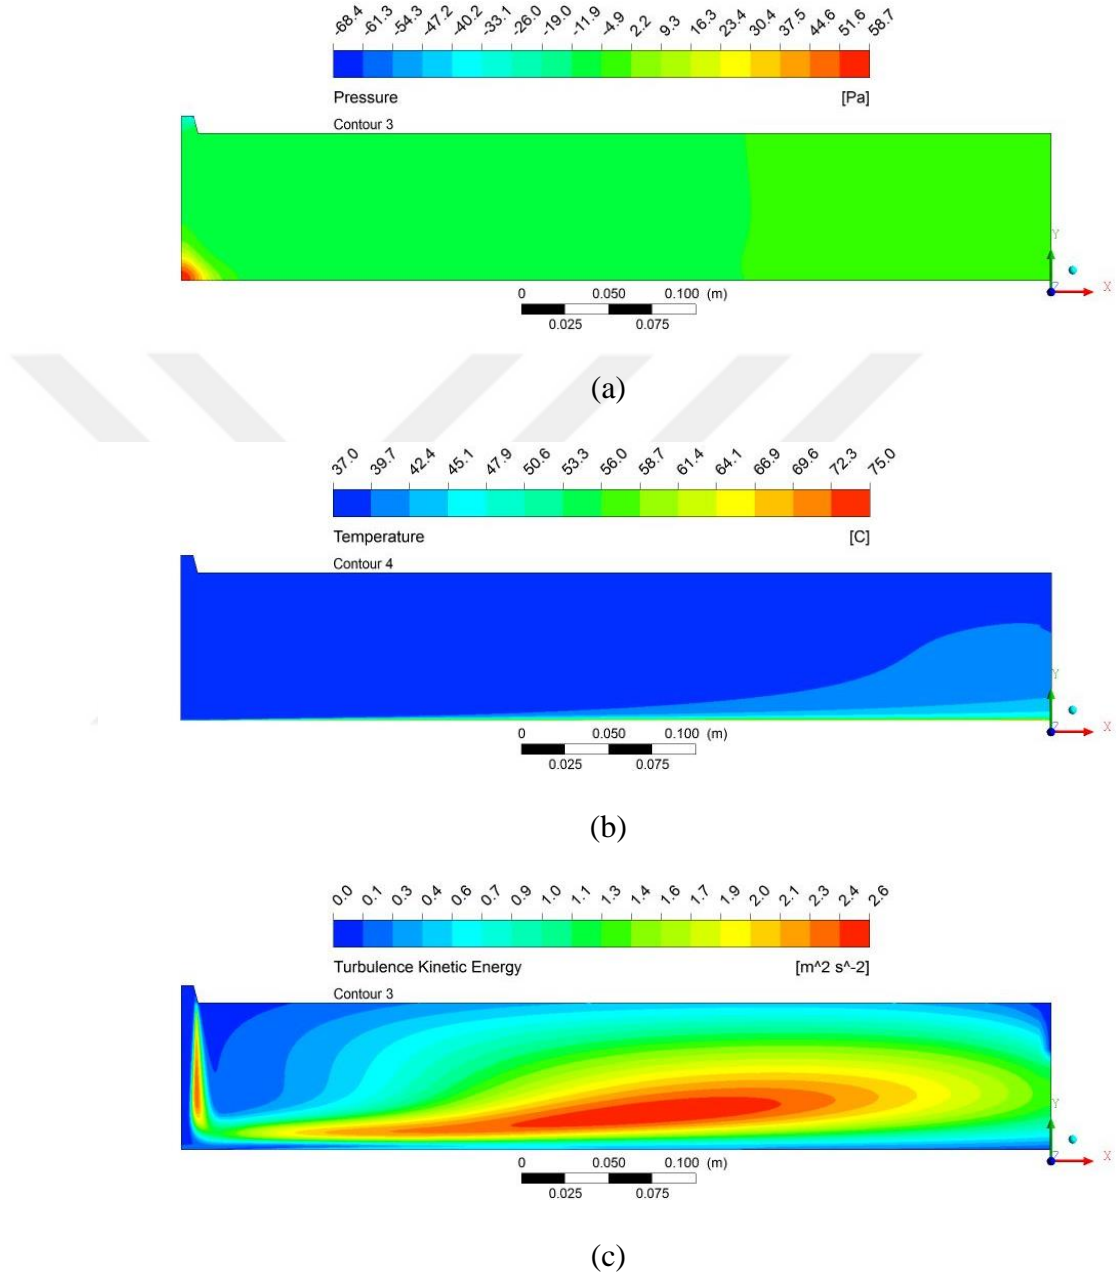 -68.4 -61.3 -54.3 -47.2 -40.2 -33.1 -26.0 -19.0 -11.9 -4.9 2.2 9.3 16.3 23.4 30.4 37.5 44.6 51.6 58.7
Pressure [Pa]
Contour 3
Y
Z X
0 0.050 0.100 (m)
0.025 0.075
(a)
37.0 39.7 42.4 45.1 47.9 50.6 53.3 56.0 58.7 61.4 64.1 66.9 69.6 72.3 75.0
Temperature [C]
Contour 4
Y
Z X
0 0.050 0.100 (m)
0.025 0.075
(b)
0.0 0.1 0.3 0.4 0.6 0.7 0.9 1.0 1.1 1.3 1.4 1.6 1.7 1.9 2.0 2.1 2.3 2.4 2.6
Turbulence Kinetic Energy [m^2 s^-2]
Contour 3
Y
Z X
0 0.050 0.100 (m)
0.025 0.075
(c)